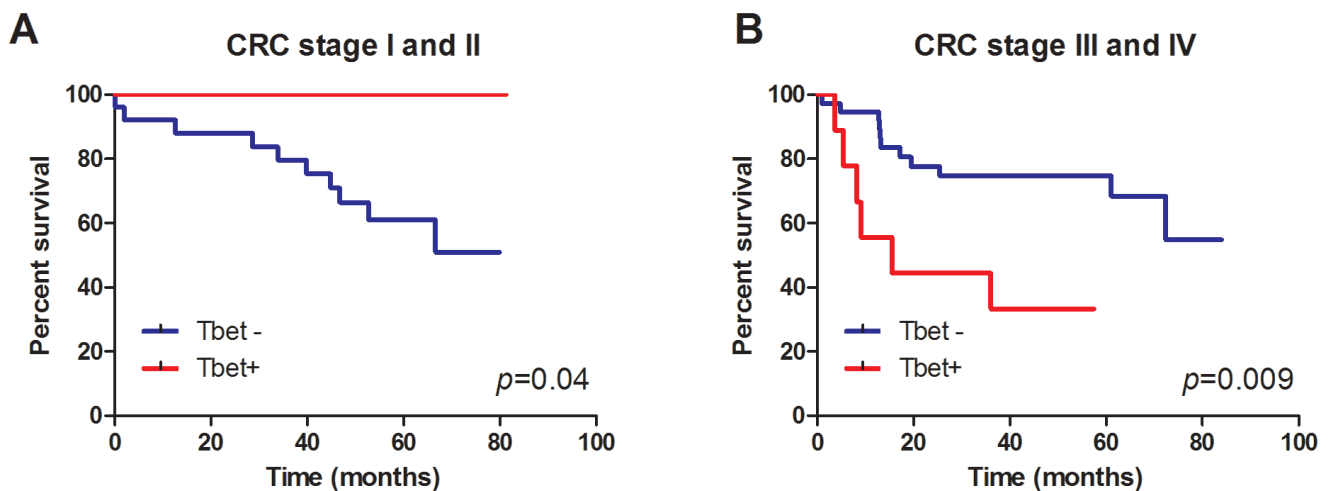 A
CRC stage I and II
Percent survival
100
80
60
40
20
0
Tbet -
Tbet+
p=0.04
0 20 40 60 80 100
Time (months)
B
CRC stage III and IV
Percent survival
100
80
60
40
20
0
Tbet -
Tbet+
p=0.009
0 20 40 60 80 100
Time (months)